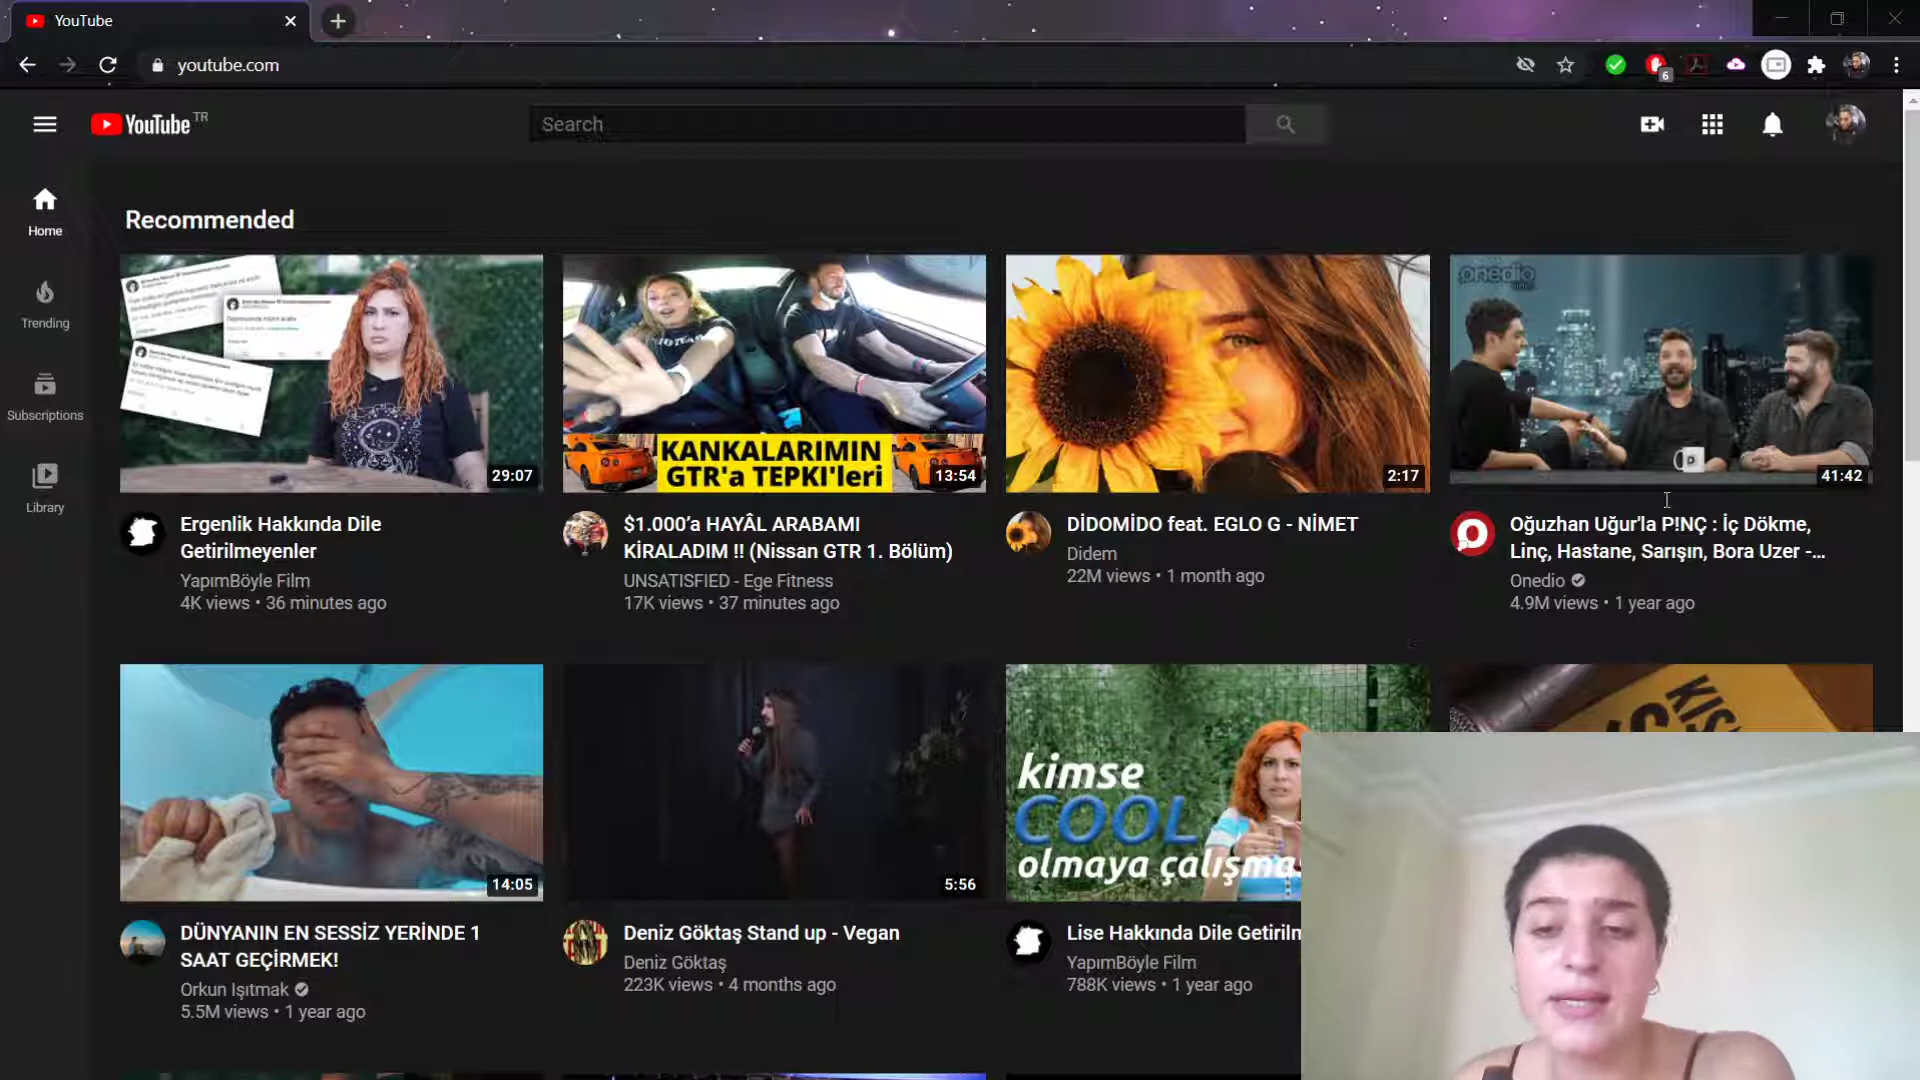 YouTube
youtube.com
6
YouTube TR
Search
Home
Trending
Subscriptions
Library
Recommended
29:07
KANKALARIMIN
GTR'a TEPKI'leri
13:54
2:17
onedio
41:42
Ergenlik Hakkında Dile
Getirilmeyenler
YapımBöyle Film
4K views • 36 minutes ago
$1.000’a HAYÂL ARABAMI
KİRALADIM !! (Nissan GTR 1. Bölüm)
UNSATISFIED - Ege Fitness
17K views • 37 minutes ago
DİDOMİDO feat. EGLO G - NİMET
Didem
22M views • 1 month ago
Oğuzhan Uğur'la P!NÇ : İç Dökme,
Linç, Hastane, Sarışın, Bora Uzer -...
Onedio
4.9M views • 1 year ago
14:05
5:56
kimse
COOL
olmaya çalışma
DÜNYANIN EN SESSİZ YERİNDE 1
SAAT GEÇİRMEK!
Orkun Işıtmak
5.5M views • 1 year ago
Deniz Göktaş Stand up - Vegan
Deniz Göktaş
223K views • 4 months ago
Lise Hakkında Dile Getiriln
YapımBöyle Film
788K views • 1 year ago